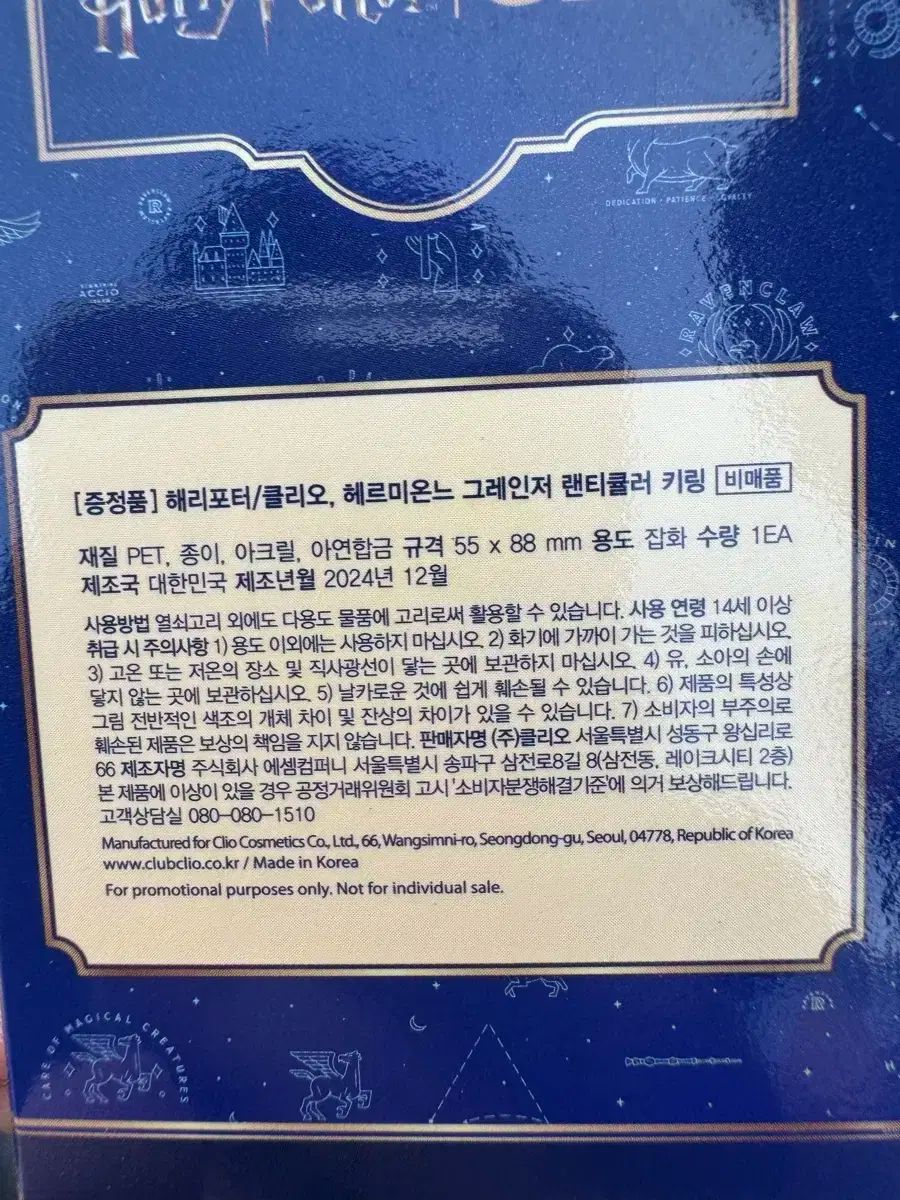 Harry Potter
R
DEDICATION · PATIENCE · LOYALTY
ACCIO
RAVENCLAW
[증정품] 해리포터/클리오, 헤르미온느 그레인저 랜티큘러 키링 비매품
재질 PET, 종이, 아크릴, 아연합금 규격 55 x 88 mm 용도 잡화 수량 1EA
제조국 대한민국 제조년월 2024년 12월
사용방법 열쇠고리 외에도 다용도 물품에 고리로써 활용할 수 있습니다. 사용 연령 14세 이상
취급 시 주의사항 1) 용도 이외에는 사용하지 마십시오. 2) 화기에 가까이 가는 것을 피하십시오.
3) 고온 또는 저온의 장소 및 직사광선이 닿는 곳에 보관하지 마십시오. 4) 유, 소아의 손에
닿지 않는 곳에 보관하십시오. 5) 날카로운 것에 쉽게 훼손될 수 있습니다. 6) 제품의 특성상
그림 전반적인 색조의 개체 차이 및 잔상의 차이가 있을 수 있습니다. 7) 소비자의 부주의로
훼손된 제품은 보상의 책임을 지지 않습니다. 판매자명 (주)클리오 서울특별시 성동구 왕십리로
66 제조자명 주식회사 에셈컴퍼니 서울특별시 송파구 삼전로8길 8(삼전동, 레이크시티 2층)
본 제품에 이상이 있을 경우 공정거래위원회 고시 '소비자분쟁해결기준'에 의거 보상해드립니다.
고객상담실 080-080-1510
Manufactured for Clio Cosmetics Co., Ltd., 66, Wangsimni-ro, Seongdong-gu, Seoul, 04778, Republic of Korea
www.clubclio.co.kr / Made in Korea
For promotional purposes only. Not for individual sale.
R
CARE OF MAGICAL CREATURES